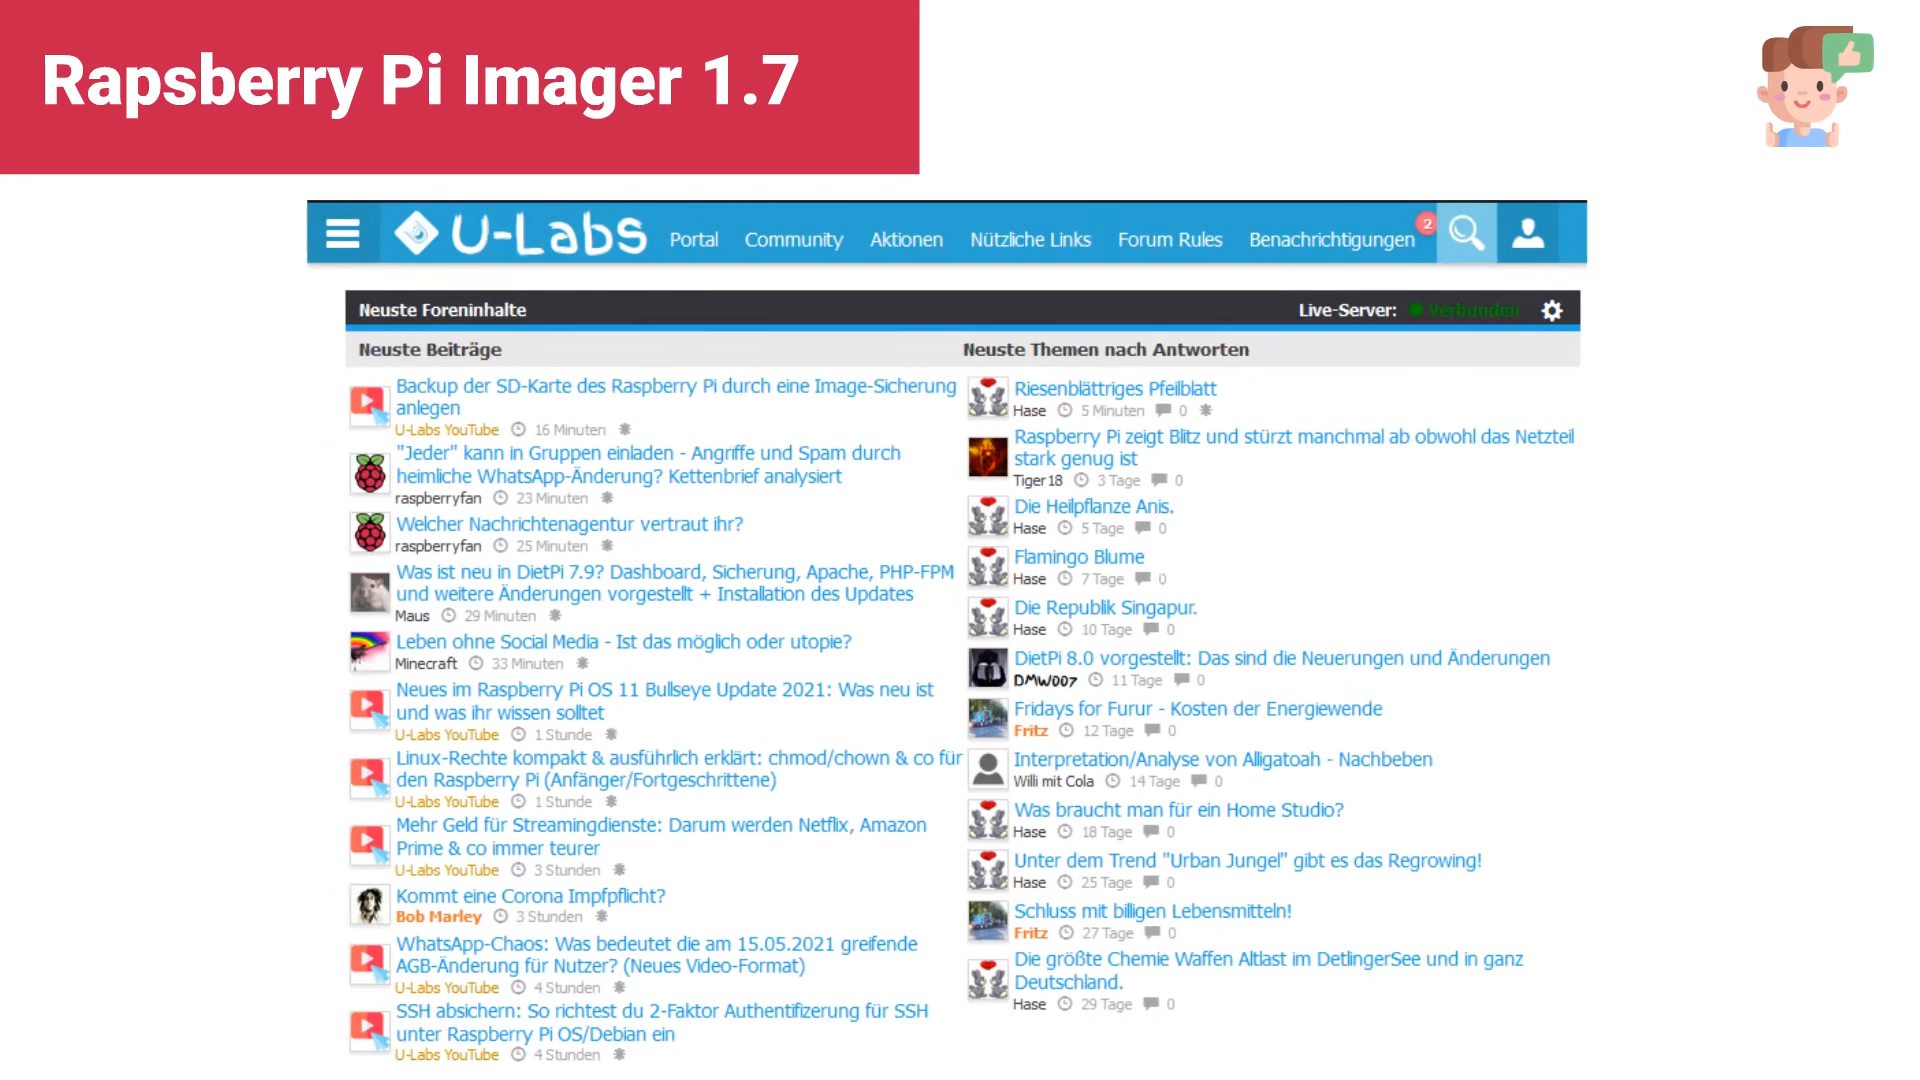 Rapsberry Pi Imager 1.7
U-Labs
Portal
Community
Aktionen
Nützliche Links
Forum Rules
Benachrichtigungen
2
Neuste Foreninhalte
Live-Server:
Verbunden
Neuste Beiträge
Backup der SD-Karte des Raspberry Pi durch eine Image-Sicherung
anlegen
U-Labs YouTube 16 Minuten
"Jeder" kann in Gruppen einladen - Angriffe und Spam durch
heimliche WhatsApp-Änderung? Kettenbrief analysiert
raspberryfan 23 Minuten
Welcher Nachrichtenagentur vertraut ihr?
raspberryfan 25 Minuten
Was ist neu in DietPi 7.9? Dashboard, Sicherung, Apache, PHP-FPM
und weitere Änderungen vorgestellt + Installation des Updates
Maus 29 Minuten
Leben ohne Social Media - Ist das möglich oder utopie?
Minecraft 33 Minuten
Neues im Raspberry Pi OS 11 Bullseye Update 2021: Was neu ist
und was ihr wissen solltet
U-Labs YouTube 1 Stunde
Linux-Rechte kompakt & ausführlich erklärt: chmod/chown & co für
den Raspberry Pi (Anfänger/Fortgeschrittene)
U-Labs YouTube 1 Stunde
Mehr Geld für Streamingdienste: Darum werden Netflix, Amazon
Prime & co immer teurer
U-Labs YouTube 3 Stunden
Kommt eine Corona Impfpflicht?
Bob Marley 3 Stunden
WhatsApp-Chaos: Was bedeutet die am 15.05.2021 greifende
AGB-Änderung für Nutzer? (Neues Video-Format)
U-Labs YouTube 4 Stunden
SSH absichern: So richtest du 2-Faktor Authentifizerung für SSH
unter Raspberry Pi OS/Debian ein
U-Labs YouTube 4 Stunden
Neuste Themen nach Antworten
Riesenblättriges Pfeilblatt
Hase 5 Minuten 0
Raspberry Pi zeigt Blitz und stürzt manchmal ab obwohl das Netzteil
stark genug ist
Tiger18 3 Tage 0
Die Heilpflanze Anis.
Hase 5 Tage 0
Flamingo Blume
Hase 7 Tage 0
Die Republik Singapur.
Hase 10 Tage 0
DietPi 8.0 vorgestellt: Das sind die Neuerungen und Änderungen
DMW007 11 Tage 0
Fridays for Furur - Kosten der Energiewende
Fritz 12 Tage 0
Interpretation/Analyse von Alligatoah - Nachbeben
Willi mit Cola 14 Tage 0
Was braucht man für ein Home Studio?
Hase 18 Tage 0
Unter dem Trend "Urban Jungel" gibt es das Regrowing!
Hase 25 Tage 0
Schluss mit billigen Lebensmitteln!
Fritz 27 Tage 0
Die größte Chemie Waffen Altlast im DetlingerSee und in ganz
Deutschland.
Hase 29 Tage 0